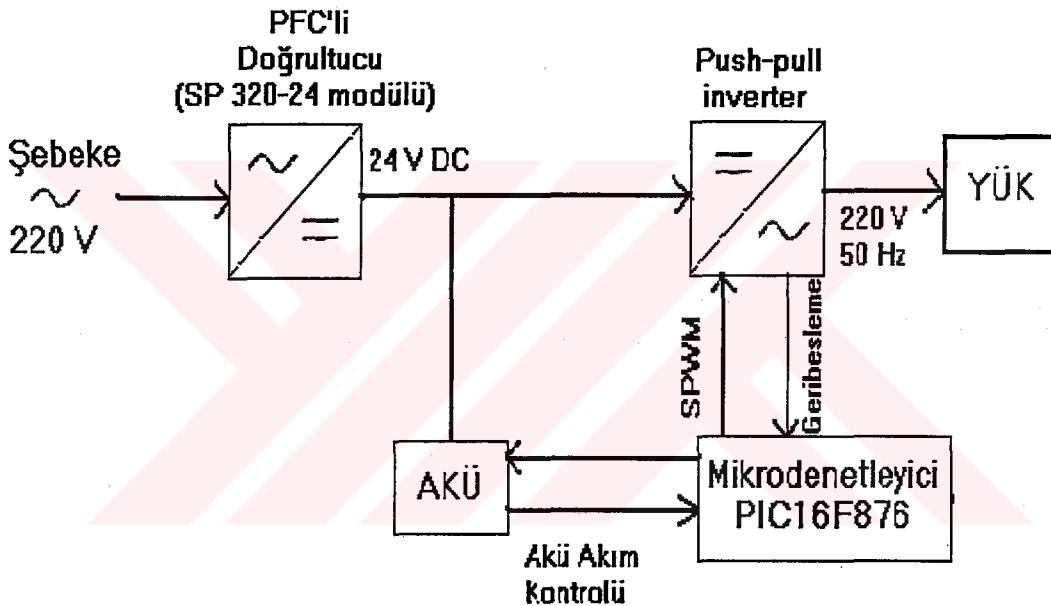 PFC'li
Doğrultucu
(SP 320-24 modülü)
Push-pull
inverter
Şebeke
220 V
24 V DC
220 V
50 Hz
YÜK
SPWM
Geribesleme
AKÜ
Mikrodenetleyici
PIC16F876
Akü Akım
Kontrolü